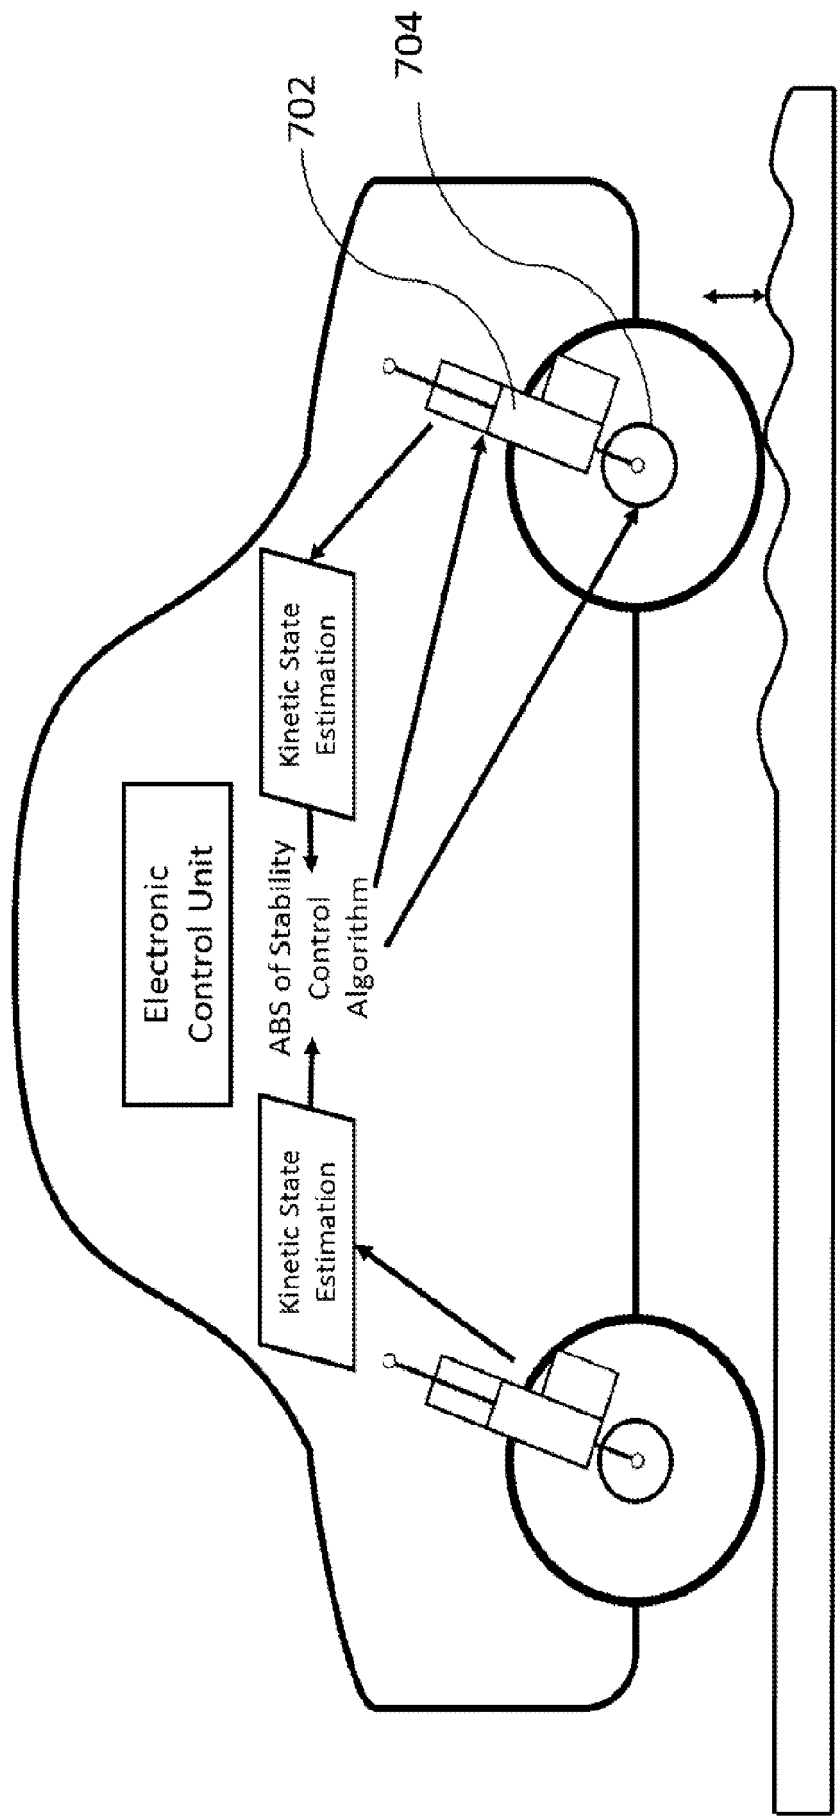 Electronic
Control Unit
Kinetic State
Estimation
ABS of Stability
Control
Algorithm
Kinetic State
Estimation
702
704